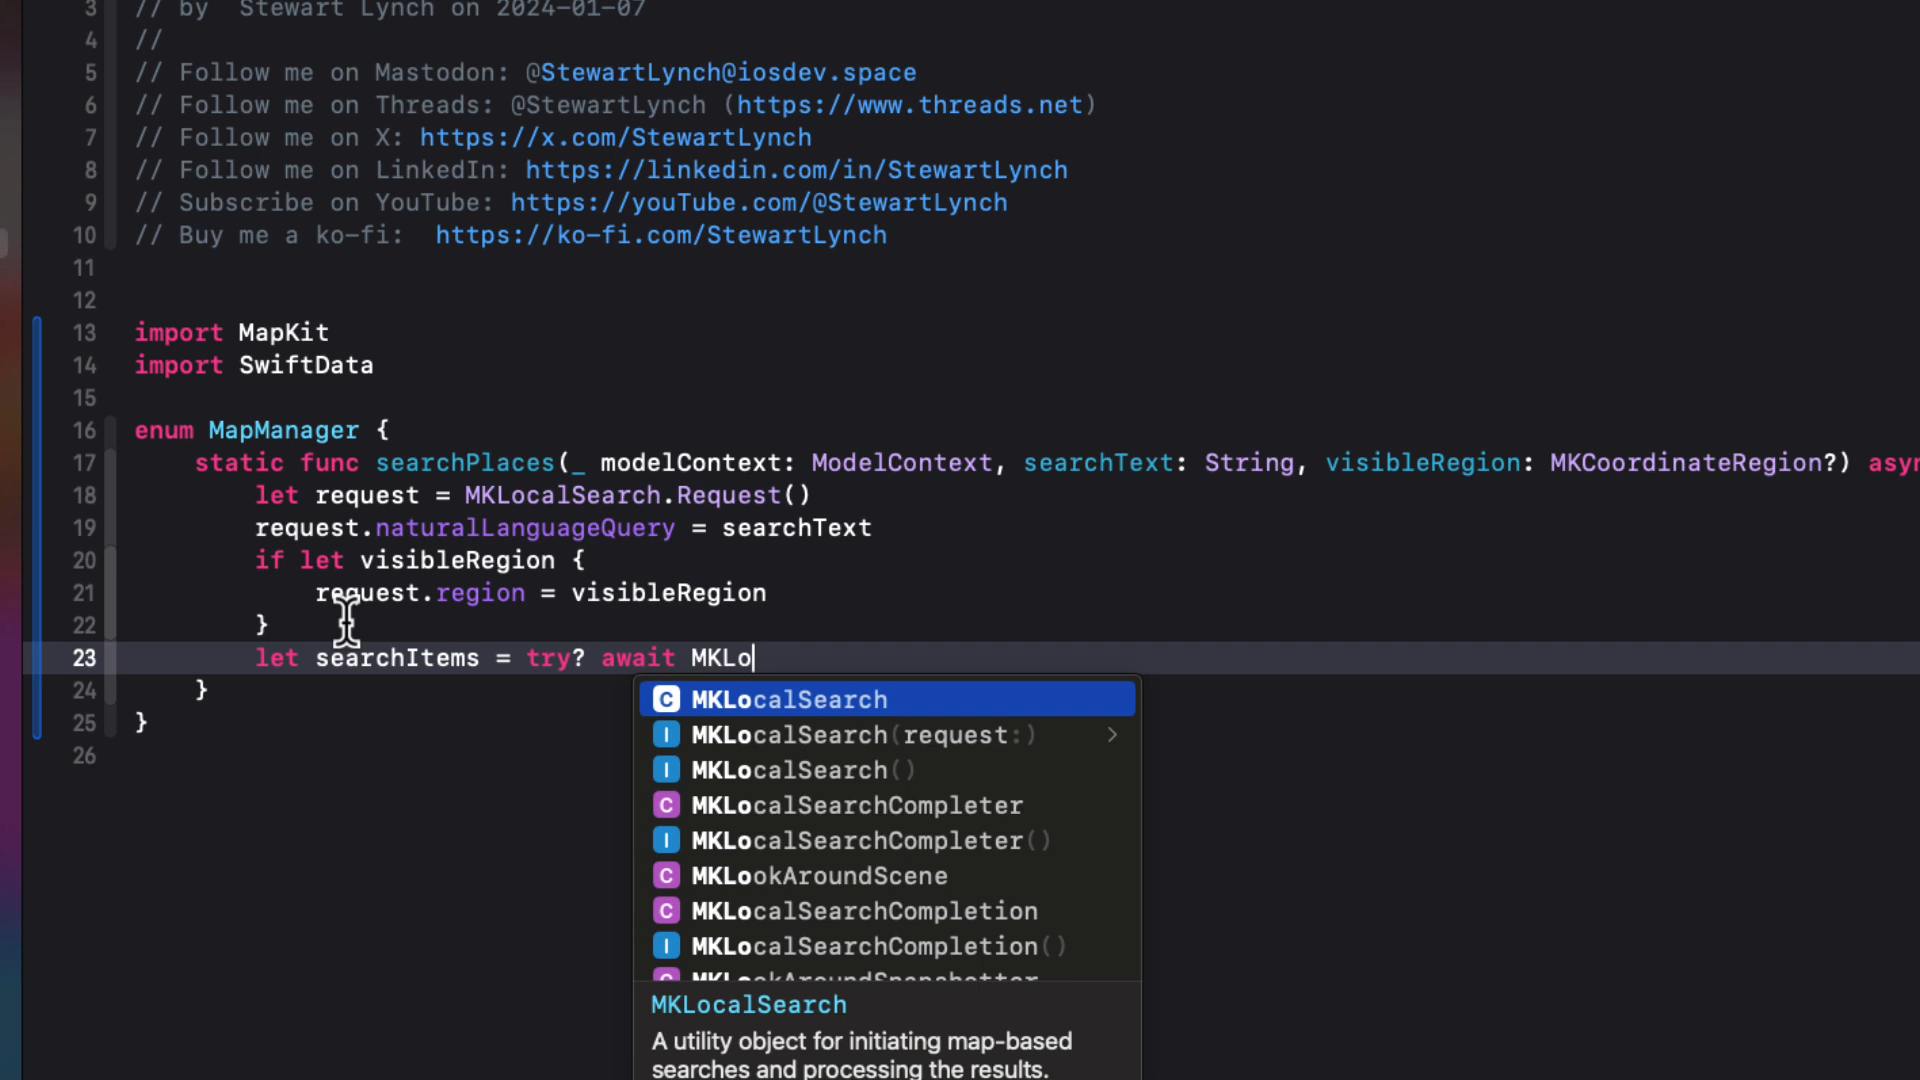 3 // by  Stewart Lynch on 2024-01-07
4 //
5 // Follow me on Mastodon: @StewartLynch@iosdev.space
6 // Follow me on Threads: @StewartLynch (https://www.threads.net)
7 // Follow me on X: https://x.com/StewartLynch
8 // Follow me on LinkedIn: https://linkedin.com/in/StewartLynch
9 // Subscribe on YouTube: https://youTube.com/@StewartLynch
10 // Buy me a ko-fi:  https://ko-fi.com/StewartLynch
11
12
13 import MapKit
14 import SwiftData
15
16 enum MapManager {
17     static func searchPlaces(_ modelContext: ModelContext, searchText: String, visibleRegion: MKCoordinateRegion?)
18         let request = MKLocalSearch.Request()
19         request.naturalLanguageQuery = searchText
20         if let visibleRegion {
21             request.region = visibleRegion
22         }
23         let searchItems = try? await MKLo
24     }
25 }
26
C MKLocalSearch
I MKLocalSearch(request:)
I MKLocalSearch()
C MKLocalSearchCompleter
I MKLocalSearchCompleter()
C MKLookAroundScene
C MKLocalSearchCompletion
I MKLocalSearchCompletion()
C MKLookAroundSnapshotter
MKLocalSearch
A utility object for initiating map-based
searches and processing the results.